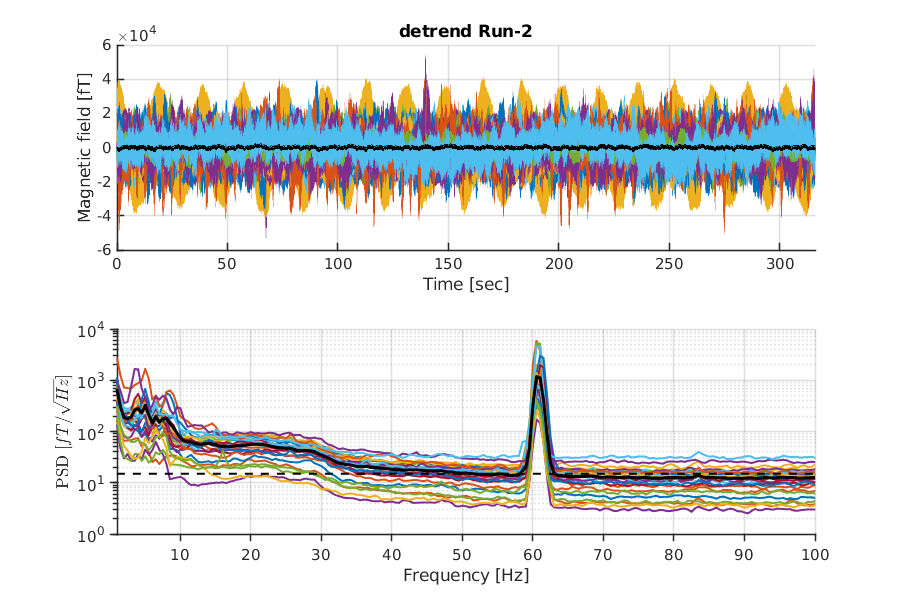 detrend Run-2
×10^4
Magnetic field [fT]
6
4
2
0
-2
-4
-6
0 50 100 150 200 250 300
Time [sec]
PSD [fT/√Hz]
10^4
10^3
10^2
10^1
10^0
10 20 30 40 50 60 70 80 90 100
Frequency [Hz]